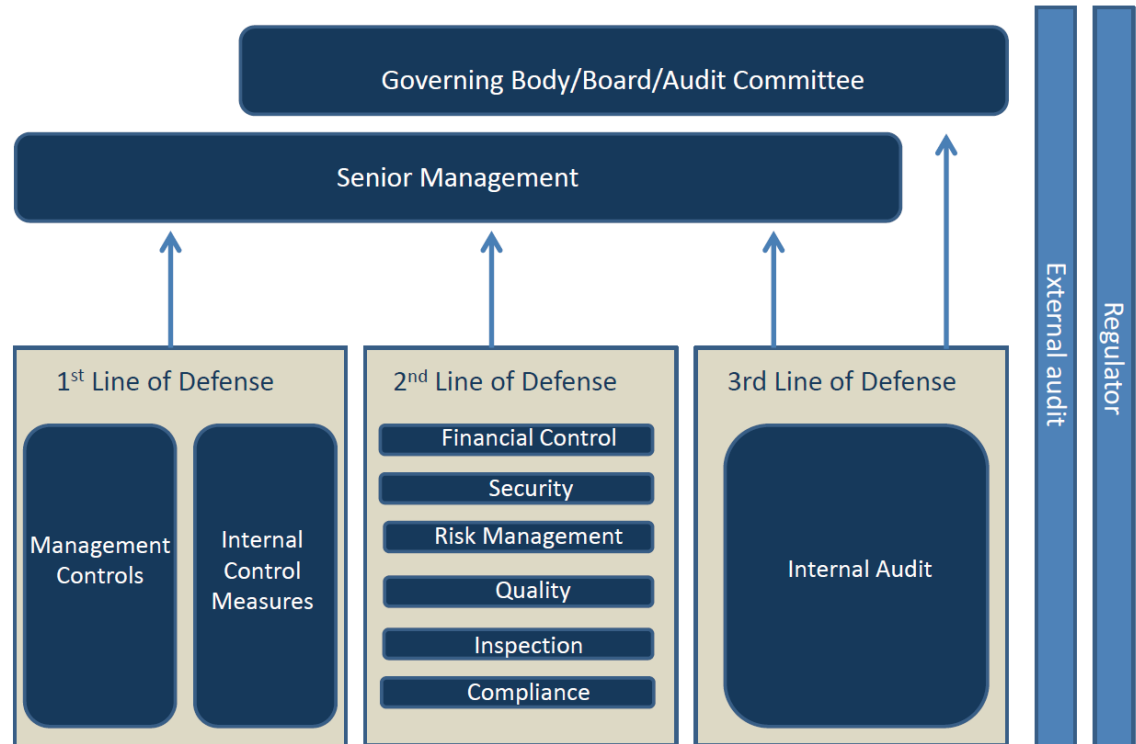 Governing Body/Board/Audit Committee
Senior Management
1st Line of Defense
Management
Controls
Internal
Control
Measures
2nd Line of Defense
Financial Control
Security
Risk Management
Quality
Inspection
Compliance
3rd Line of Defense
Internal Audit
External audit
Regulator